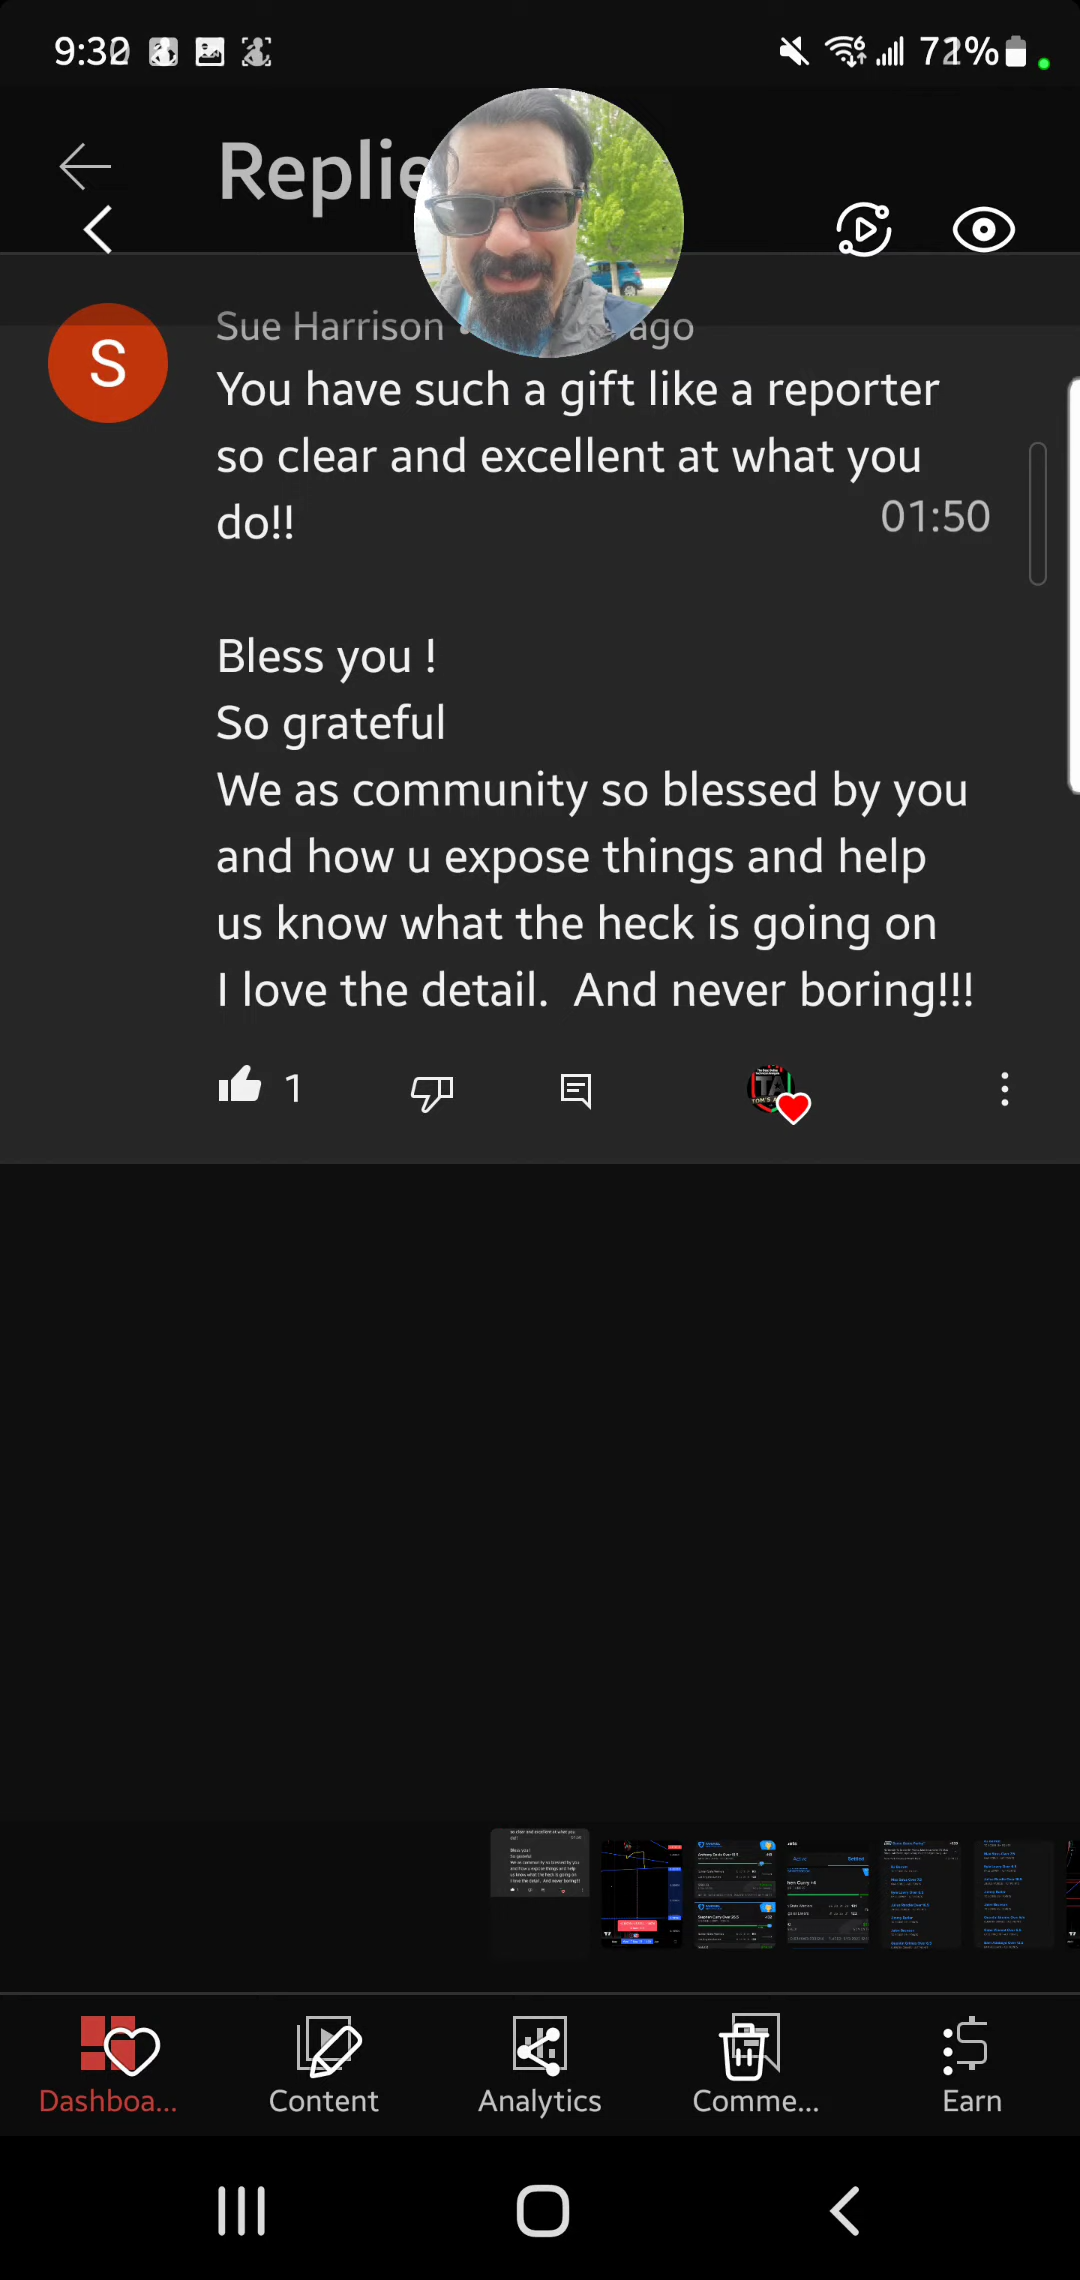 9:32
72%
Replie
Sue Harrison
ago
You have such a gift like a reporter
so clear and excellent at what you
do!!
01:50
Bless you !
So grateful
We as community so blessed by you
and how u expose things and help
us know what the heck is going on
I love the detail.  And never boring!!!
1
Dashboa...
Content
Analytics
Comme...
Earn